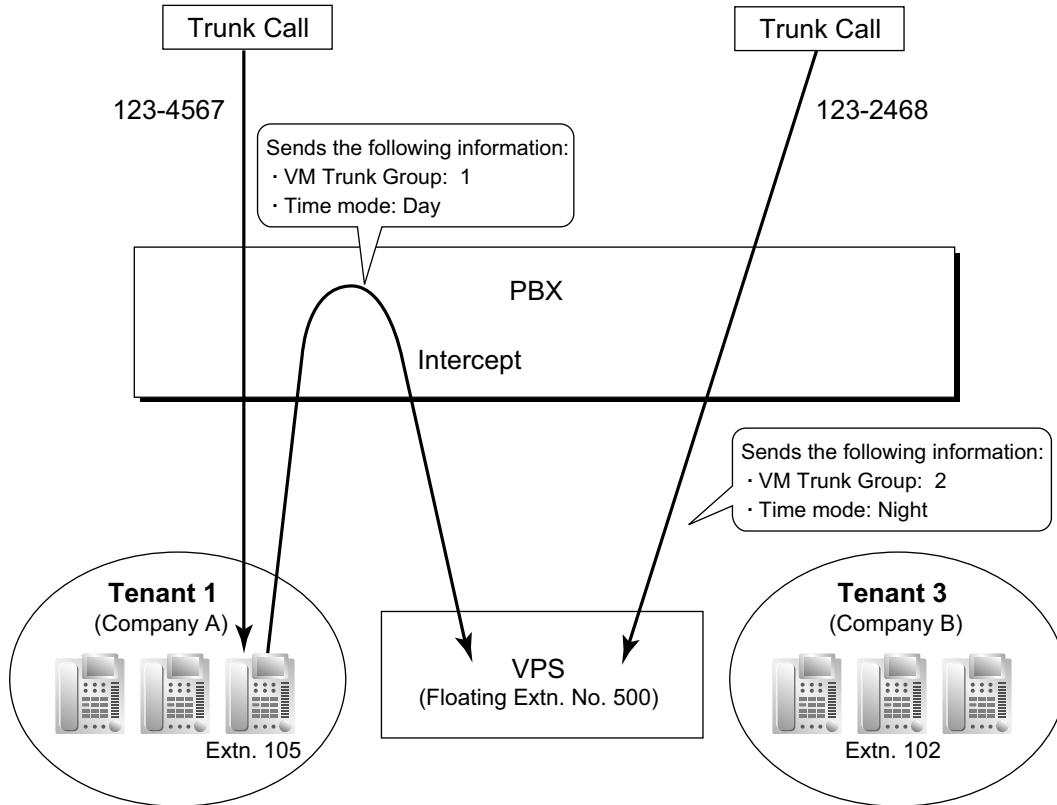 Trunk Call
Trunk Call
123-4567
123-2468
Sends the following information:
· VM Trunk Group: 1
· Time mode: Day
PBX
Intercept
Sends the following information:
· VM Trunk Group: 2
· Time mode: Night
Tenant 1
(Company A)
Extn. 105
VPS
(Floating Extn. No. 500)
Tenant 3
(Company B)
Extn. 102